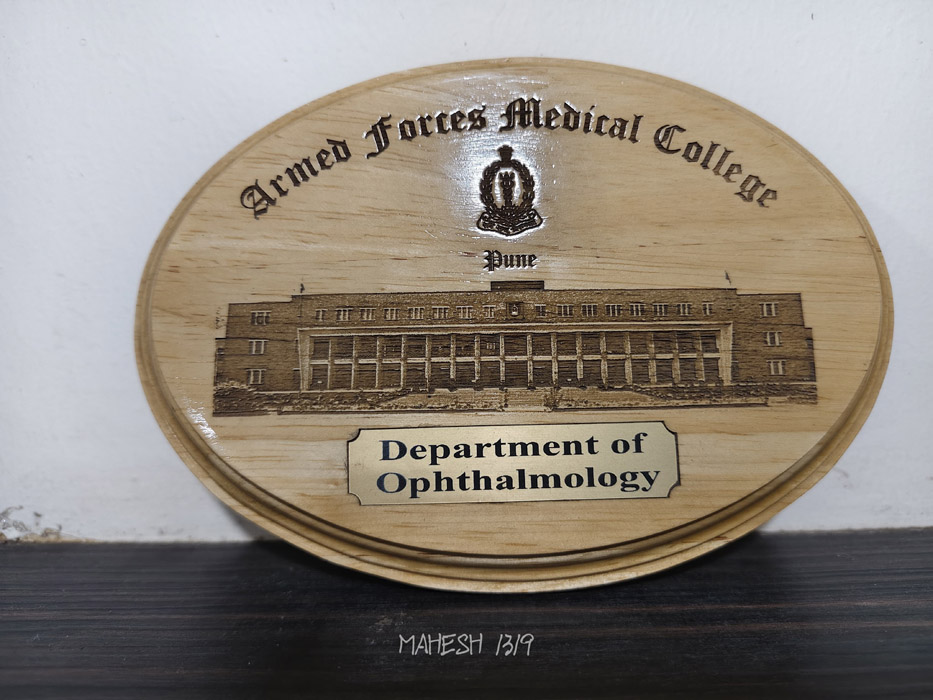 Armed Forces Medical College
Pune
Department of
Ophthalmology
MAHESH 13/9